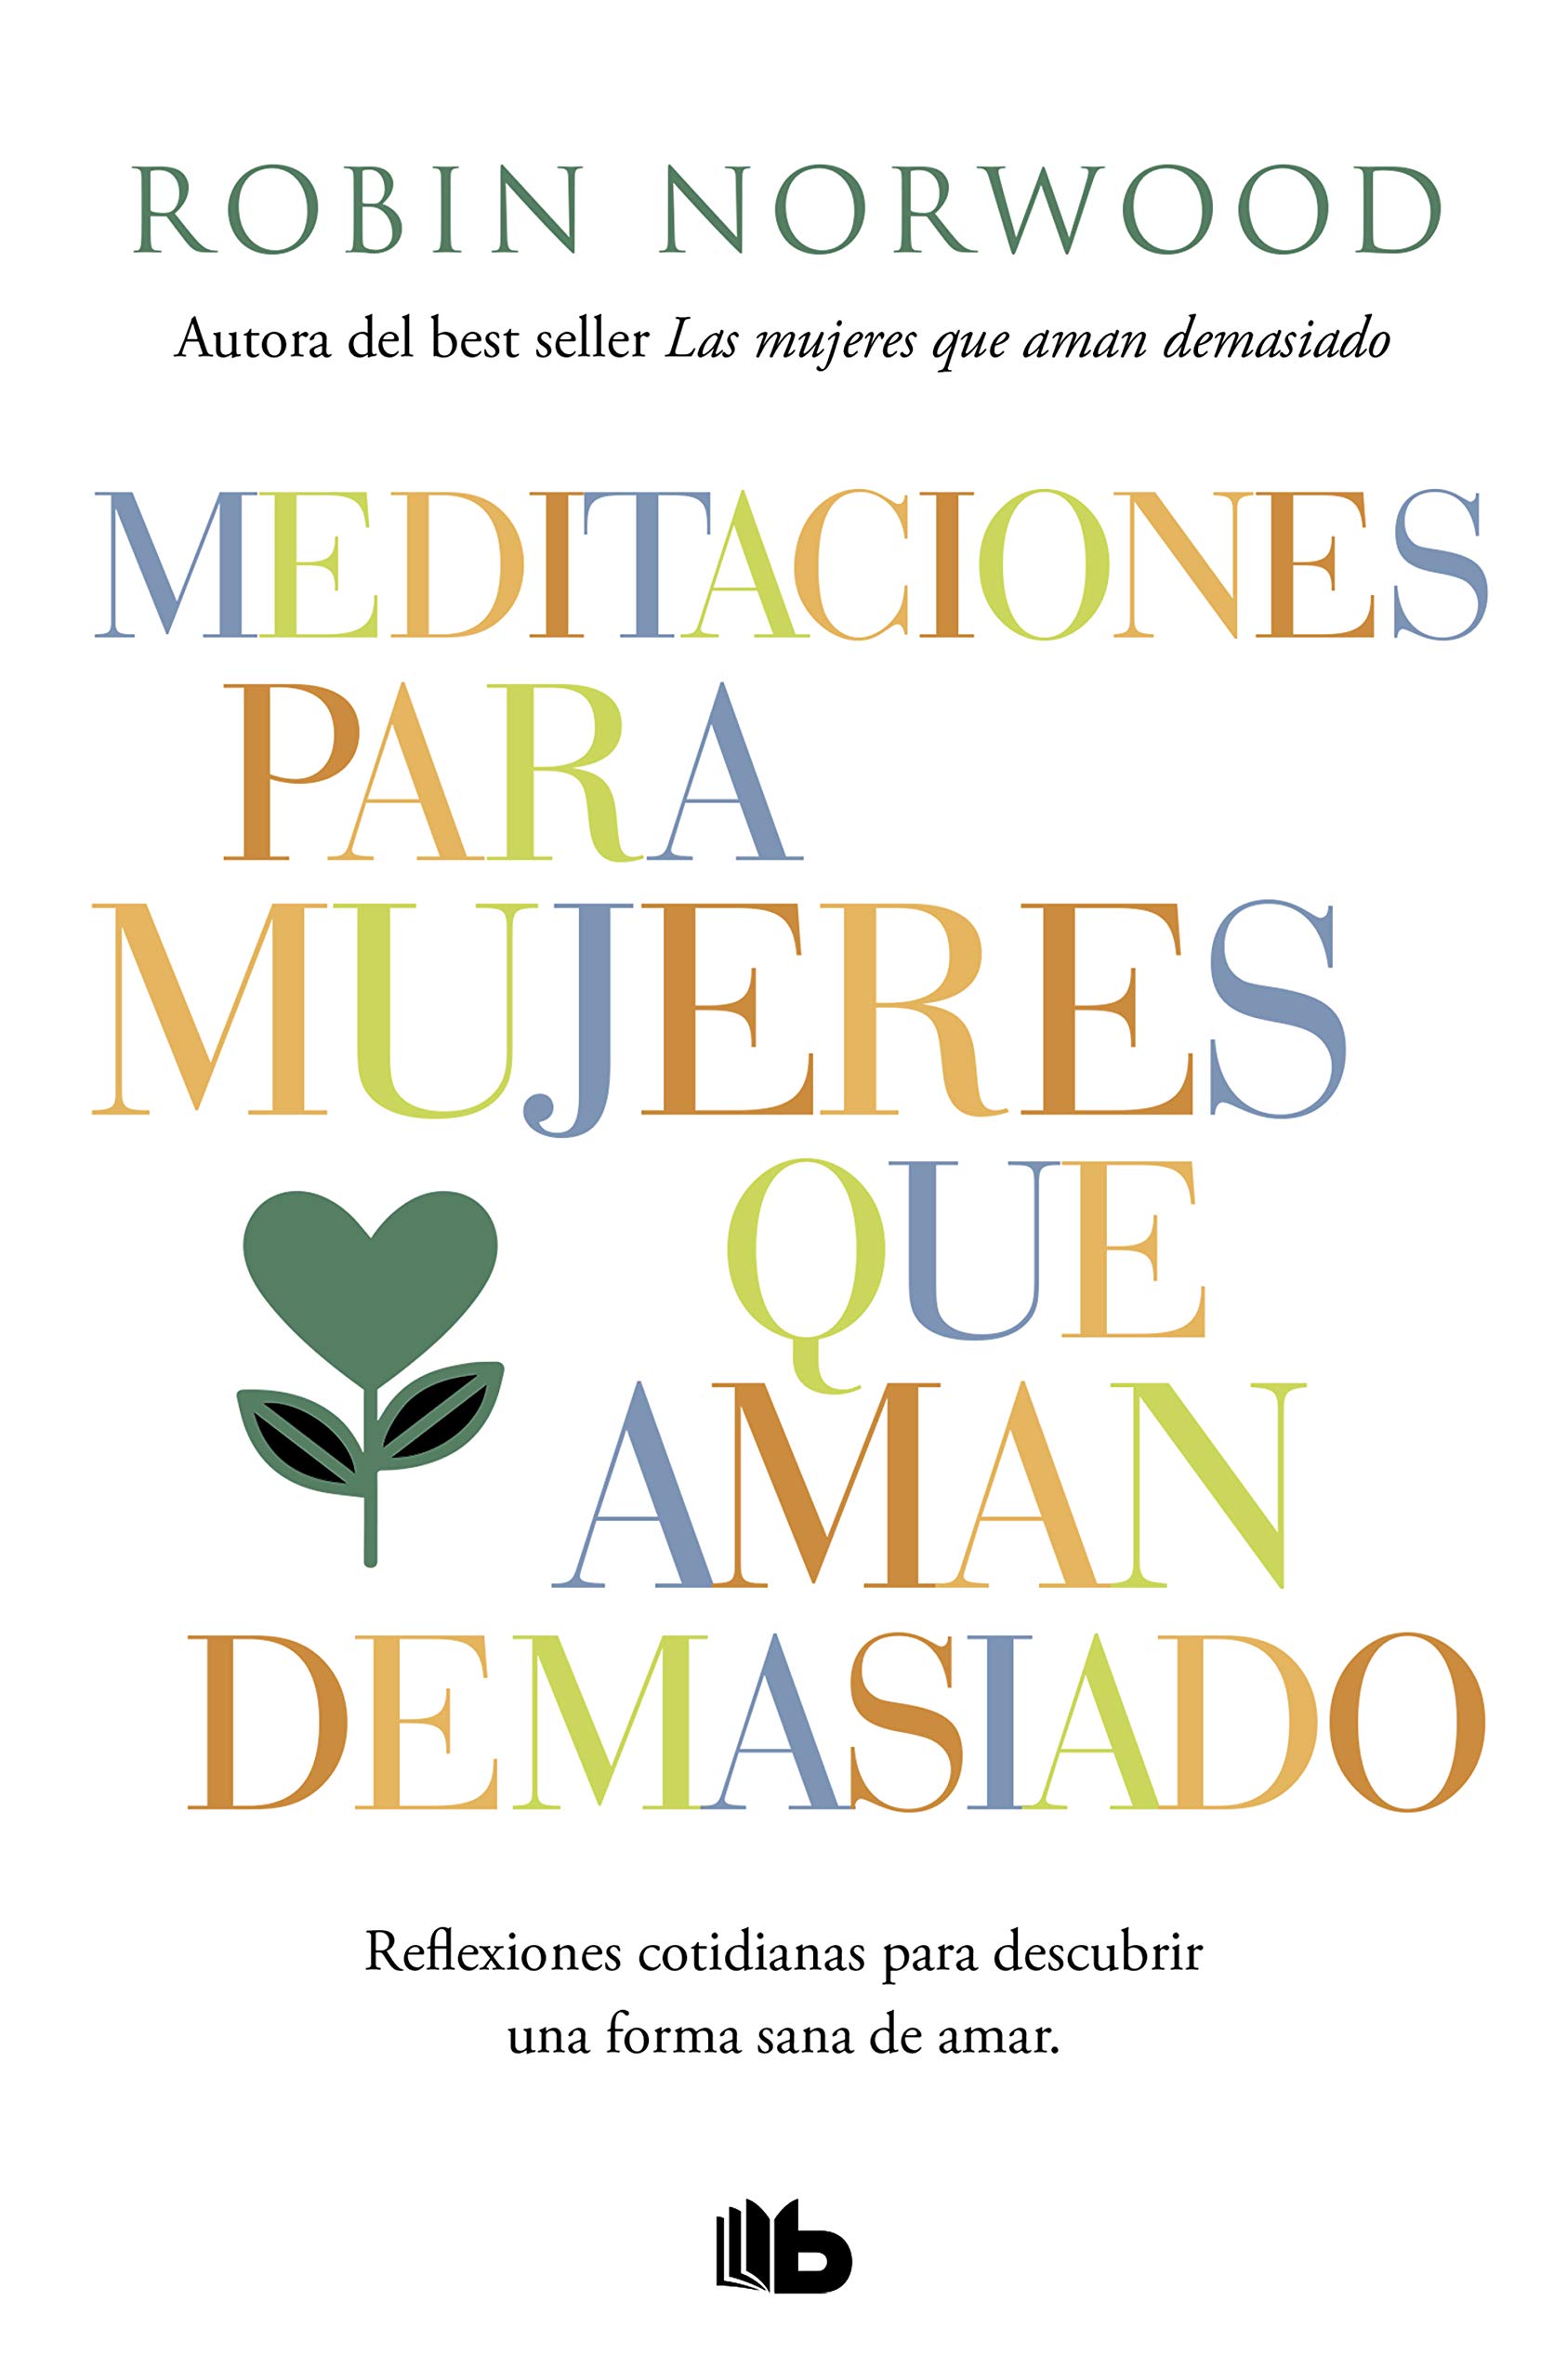 ROBIN NORWOOD
Autora del best seller Las mujeres que aman demasiado
MEDITACIONES
PARA
MUJERES
QUE
AMAN
DEMASIADO
Reflexiones cotidianas para descubrir
una forma sana de amar.
b